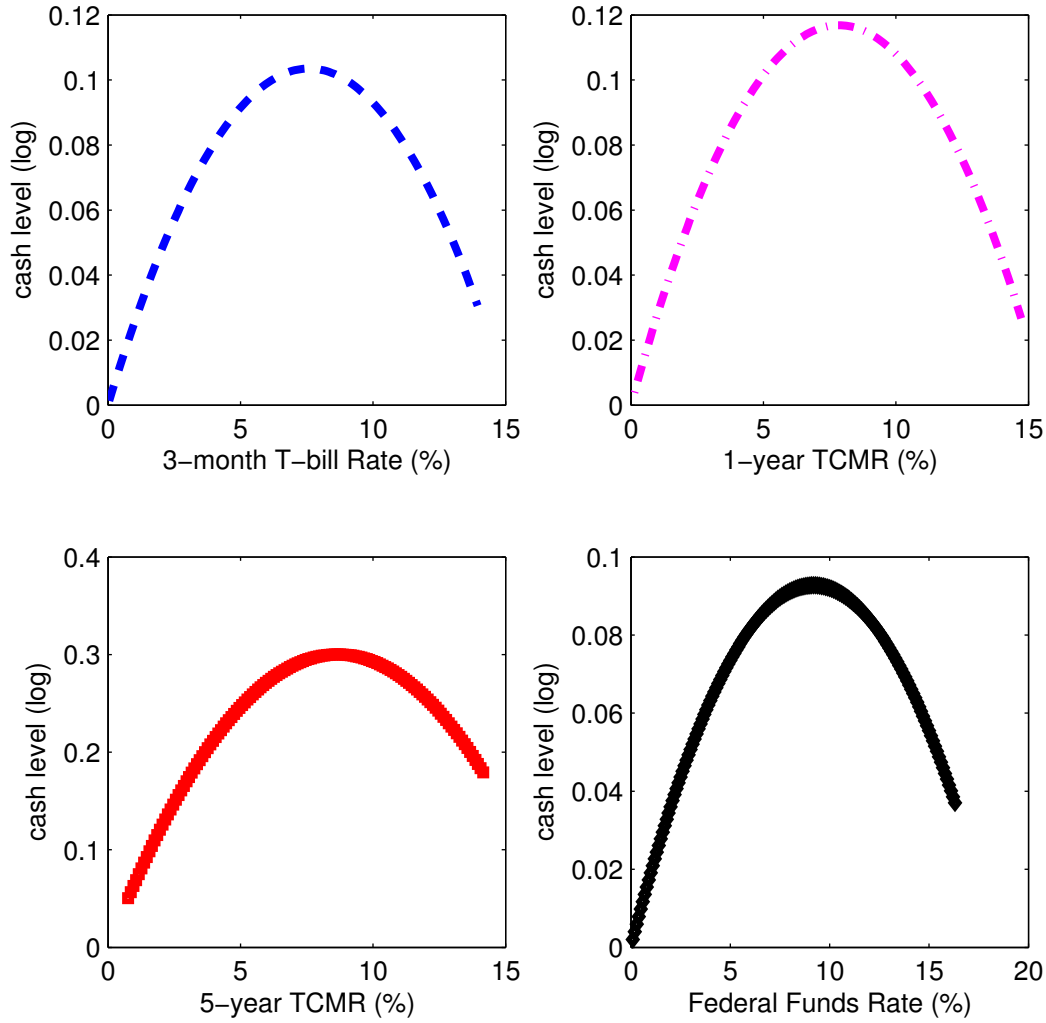 0.12
0.1
0.08
0.06
0.04
0.02
0
0 5 10 15
cash level (log)
3−month T−bill Rate (%)
0.12
0.1
0.08
0.06
0.04
0.02
0
0 5 10 15
cash level (log)
1−year TCMR (%)
0.4
0.3
0.2
0.1
0
0 5 10 15
cash level (log)
5−year TCMR (%)
0.1
0.08
0.06
0.04
0.02
0
0 5 10 15 20
cash level (log)
Federal Funds Rate (%)